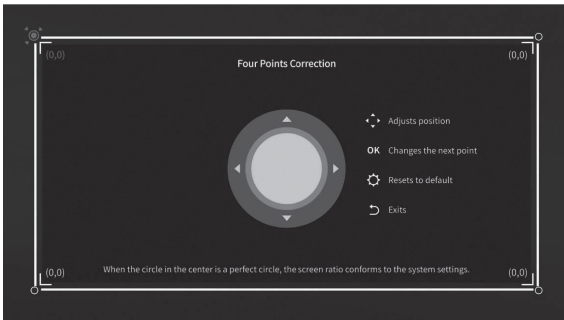 (0,0)
(0,0)
Four Points Correction
Adjusts position
OK Changes the next point
Resets to default
Exits
(0,0)
When the circle in the center is a perfect circle, the screen ratio conforms to the system settings.
(0,0)